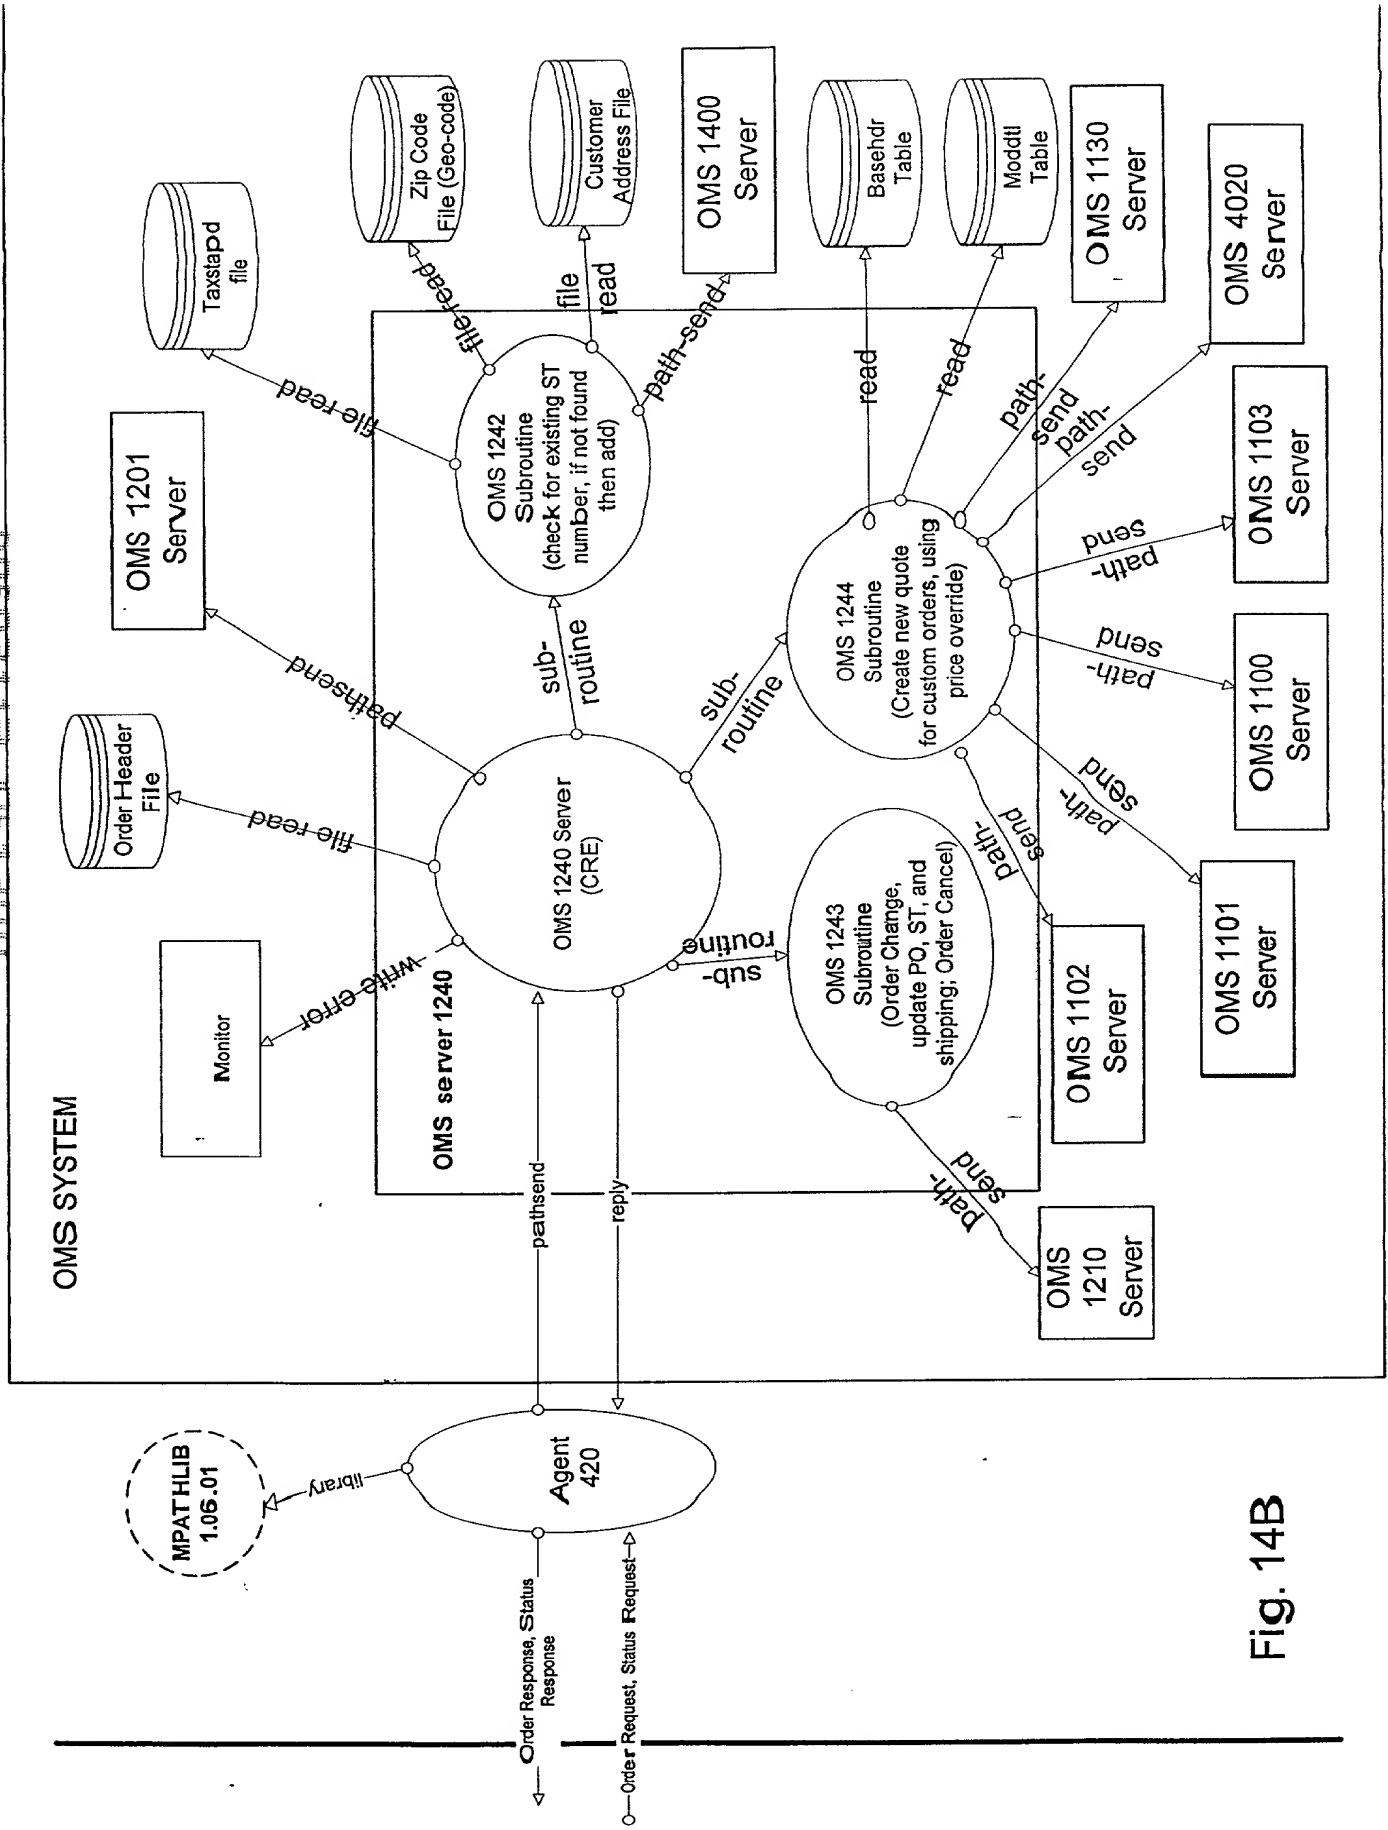 OMS SYSTEM
Monitor
Order Header
File
OMS 1201
Server
Taxstapd
file
Zip Code
File (Geo-code)
Customer
Address File
OMS 1400
Server
Basehdr
Table
Moddtl
Table
OMS 1130
Server
OMS 4020
Server
OMS 1103
Server
OMS 1100
Server
OMS 1101
Server
OMS 1102
Server
OMS
1210
Server
OMS server 1240
OMS 1240 Server
(CRE)
OMS 1242
Subroutine
(check for existing ST
number, if not found
then add)
OMS 1244
Subroutine
(Create new quote
for custom orders, using
price override)
OMS 1243
Subroutine
(Order Change,
update PO, ST, and
shipping; Order Cancel)
write error
file read
pathsend
file read
file read
file
read
path-send
sub-
routine
sub-
routine
sub-
routine
read
read
path-
send
path-
send
path-
send
path-
send
path-
send
path-
send
path-
send
pathsend
reply
MPATHLIB
1.06.01
library
Agent
420
Order Response, Status
Response
Order Request, Status Request
Fig. 14B